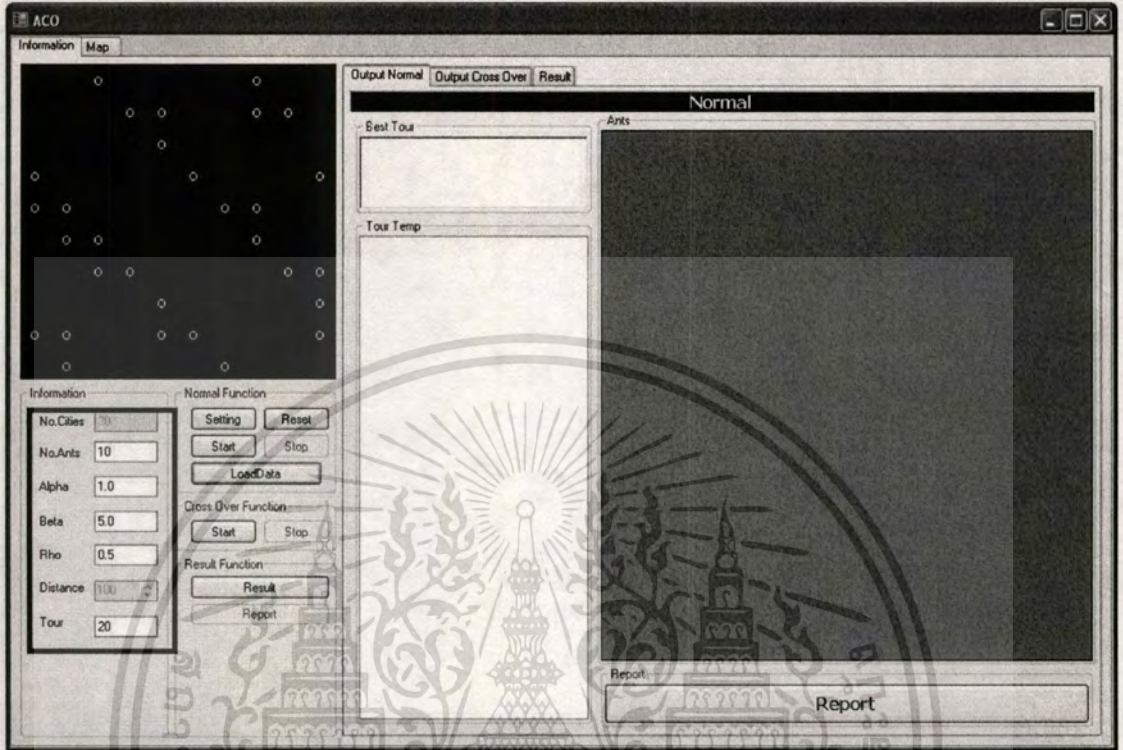 ACO
Information Map
Output Normal Output Cross Over Result
Normal
Best Tour
Ants
Tour Temp
Information
No.Cities 30
No.Ants 10
Alpha 1.0
Beta 5.0
Rho 0.5
Distance 100
Tour 20
Normal Function
Setting Reset
Start Stop
LoadData
Cross Over Function
Start Stop
Result Function
Result
Report
Report
Report